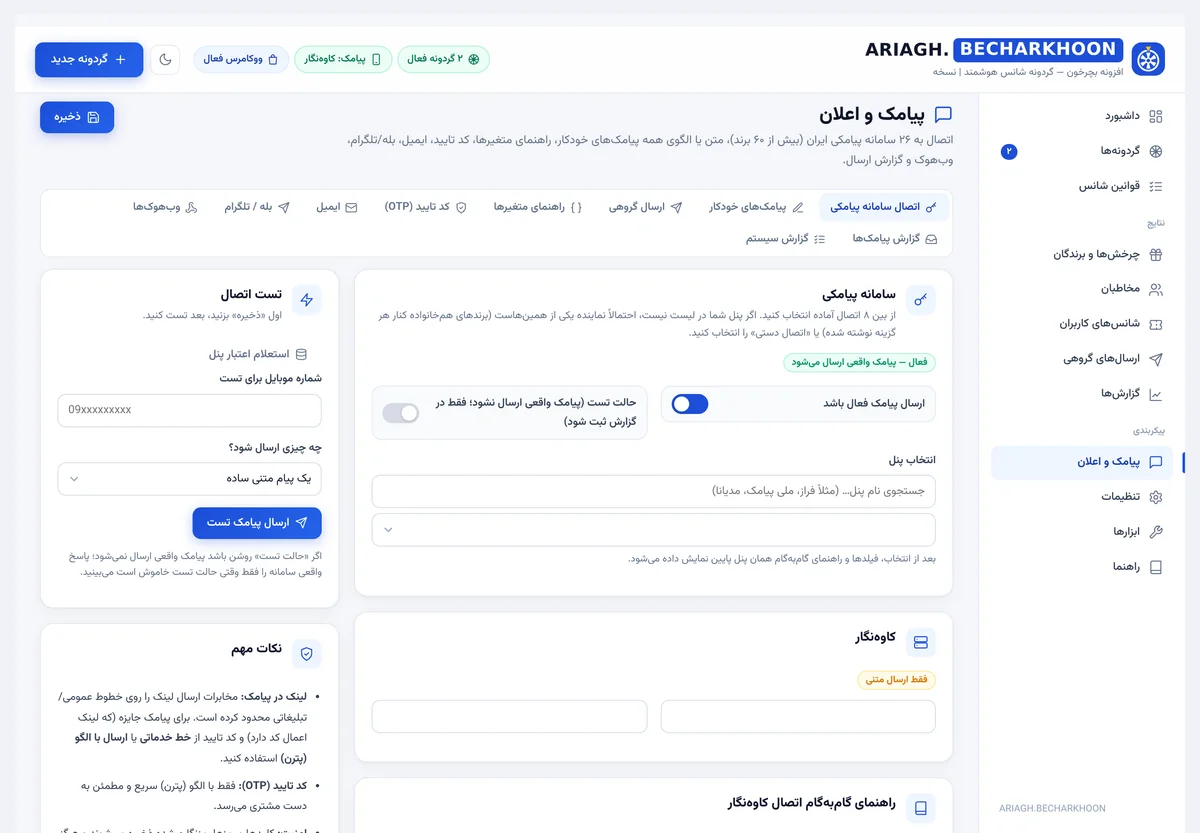 ARIAGH. BECHARKHOON
افزونه بچرخون — گردونه شانس هوشمند | نسخه
۲ گردونه فعال
پیامک: کاوه‌نگار
ووکامرس فعال
گردونه جدید
داشبورد
گردونه‌ها
۲
قوانین شانس
نتایج
چرخش‌ها و برندگان
مخاطبان
شانس‌های کاربران
ارسال‌های گروهی
گزارش‌ها
پیکربندی
پیامک و اعلان
تنظیمات
ابزارها
راهنما
ARIAGH.BECHARKHOON
پیامک و اعلان
ذخیره
اتصال به ۲۶ سامانه پیامکی ایران (بیش از ۶۰ برند)، متن یا الگوی همه پیامک‌های خودکار، راهنمای متغیرها، کد تایید، ایمیل، بله/تلگرام،
وب‌هوک و گزارش ارسال.
اتصال سامانه پیامکی
پیامک‌های خودکار
ارسال گروهی
{ } راهنمای متغیرها
کد تایید (OTP)
ایمیل
بله / تلگرام
وب‌هوک‌ها
گزارش پیامک‌ها
گزارش سیستم
سامانه پیامکی
از بین ۸ اتصال آماده انتخاب کنید. اگر پنل شما در لیست نیست، احتمالاً نماینده یکی از همین‌هاست (برندهای هم‌خانواده کنار هر
گزینه نوشته شده) یا «اتصال دستی» را انتخاب کنید.
فعال — پیامک واقعی ارسال می‌شود
ارسال پیامک فعال باشد
حالت تست (پیامک واقعی ارسال نشود؛ فقط در
گزارش ثبت شود)
انتخاب پنل
جستجوی نام پنل… (مثلاً فراز، ملی پیامک، مدیانا)
بعد از انتخاب، فیلدها و راهنمای گام‌به‌گام همان پنل پایین نمایش داده می‌شود.
کاوه‌نگار
فقط ارسال متنی
راهنمای گام‌به‌گام اتصال کاوه‌نگار
تست اتصال
اول «ذخیره» بزنید، بعد تست کنید.
استعلام اعتبار پنل
شماره موبایل برای تست
09xxxxxxxxx
چه چیزی ارسال شود؟
یک پیام متنی ساده
ارسال پیامک تست
اگر «حالت تست» روشن باشد پیامک واقعی ارسال نمی‌شود؛ پاسخ
واقعی سامانه را فقط وقتی حالت تست خاموش است می‌بینید.
نکات مهم
• لینک در پیامک: مخابرات ارسال لینک را روی خطوط عمومی/
تبلیغاتی محدود کرده است. برای پیامک جایزه (که لینک
اعمال کد دارد) و کد تایید از خط خدماتی یا ارسال با الگو
(پترن) استفاده کنید.
• کد تایید (OTP): فقط با الگو (پترن) سریع و مطمئن به
دست مشتری می‌رسد.